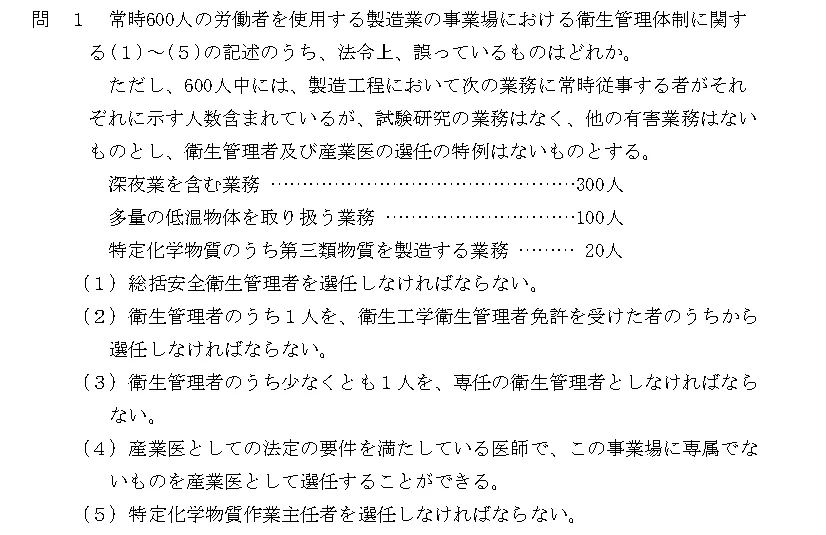 問　１　常時600人の労働者を使用する製造業の事業場における衛生管理体制に関す
る(１)～(５)の記述のうち、法令上、誤っているものはどれか。
ただし、600人中には、製造工程において次の業務に常時従事する者がそれ
ぞれに示す人数含まれているが、試験研究の業務はなく、他の有害業務はない
ものとし、衛生管理者及び産業医の選任の特例はないものとする。
深夜業を含む業務 ………………………………………300人
多量の低温物体を取り扱う業務 ………………………100人
特定化学物質のうち第三類物質を製造する業務 ……… 20人
(１) 総括安全衛生管理者を選任しなければならない。
(２) 衛生管理者のうち１人を、衛生工学衛生管理者免許を受けた者のうちから
選任しなければならない。
(３) 衛生管理者のうち少なくとも１人を、専任の衛生管理者としなければなら
ない。
(４) 産業医としての法定の要件を満たしている医師で、この事業場に専属でな
いものを産業医として選任することができる。
(５) 特定化学物質作業主任者を選任しなければならない。